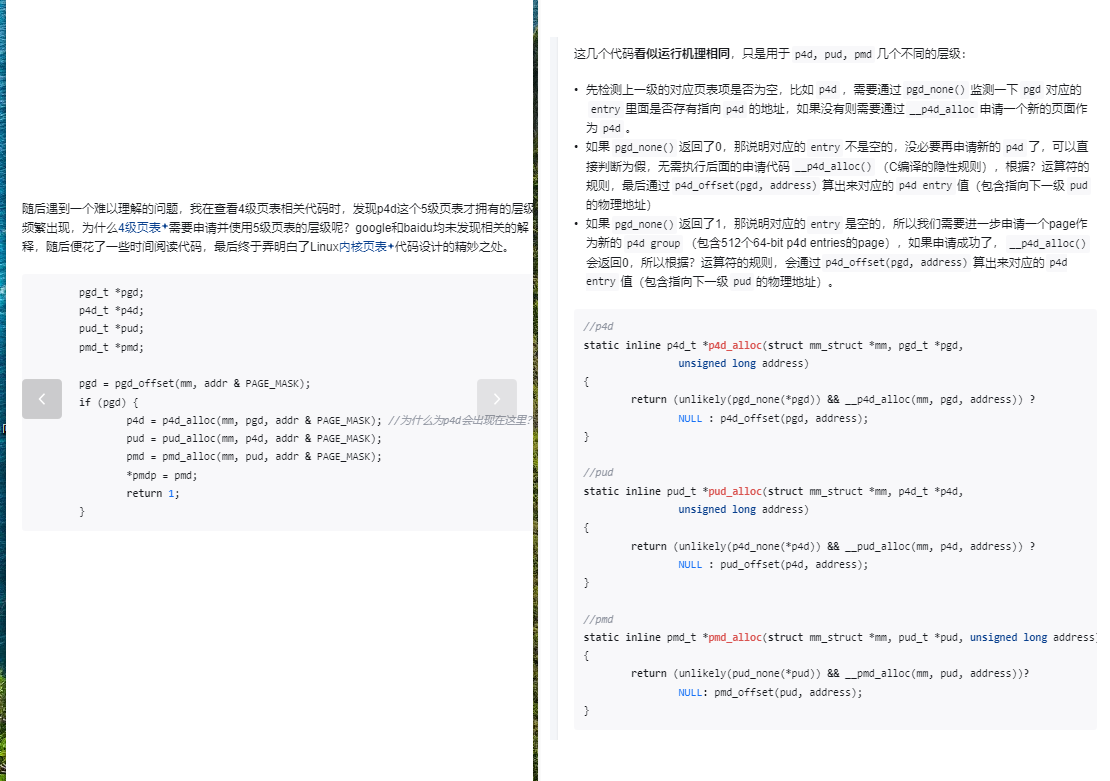 随后遇到一个难以理解的问题，我在查看4级页表相关代码时，发现p4d这个5级页表才拥有的层级
频繁出现，为什么4级页表需要申请并使用5级页表的层级呢？google和baidu均未发现相关的解
释，随后便花了一些时间阅读代码，最终终于弄明白了Linux内核页表代码设计的精妙之处。
pgd_t *pgd;
p4d_t *p4d;
pud_t *pud;
pmd_t *pmd;
pgd = pgd_offset(mm, addr & PAGE_MASK);
if (pgd) {
p4d = p4d_alloc(mm, pgd, addr & PAGE_MASK); //为什么为p4d会出现在这里?
pud = pud_alloc(mm, p4d, addr & PAGE_MASK);
pmd = pmd_alloc(mm, pud, addr & PAGE_MASK);
*pmdp = pmd;
return 1;
}
这几个代码看似运行机理相同，只是用于 p4d, pud, pmd 几个不同的层级：
• 先检测上一级的对应页表项是否为空，比如 p4d ，需要通过 pgd_none() 监测一下 pgd 对应的
entry 里面是否存有指向 p4d 的地址，如果没有则需要通过 __p4d_alloc 申请一个新的页面作
为 p4d 。
• 如果 pgd_none() 返回了0，那说明对应的 entry 不是空的，没必要再申请新的 p4d 了，可以直
接判断为假，无需执行后面的申请代码 __p4d_alloc() （C编译的隐性规则），根据？运算符的
规则，最后通过 p4d_offset(pgd, address) 算出来对应的 p4d entry 值（包含指向下一级 pud
的物理地址）
• 如果 pgd_none() 返回了1，那说明对应的 entry 是空的，所以我们需要进一步申请一个page作
为新的 p4d group （包含512个64-bit p4d entries的page），如果申请成功了， __p4d_alloc()
会返回0，所以根据？运算符的规则，会通过 p4d_offset(pgd, address) 算出来对应的 p4d
entry 值（包含指向下一级 pud 的物理地址）。
//p4d
static inline p4d_t *p4d_alloc(struct mm_struct *mm, pgd_t *pgd,
unsigned long address)
{
return (unlikely(pgd_none(*pgd)) && __p4d_alloc(mm, pgd, address)) ?
NULL : p4d_offset(pgd, address);
}
//pud
static inline pud_t *pud_alloc(struct mm_struct *mm, p4d_t *p4d,
unsigned long address)
{
return (unlikely(p4d_none(*p4d)) && __pud_alloc(mm, p4d, address)) ?
NULL : pud_offset(p4d, address);
}
//pmd
static inline pmd_t *pmd_alloc(struct mm_struct *mm, pud_t *pud, unsigned long address)
{
return (unlikely(pud_none(*pud)) && __pmd_alloc(mm, pud, address))?
NULL: pmd_offset(pud, address);
}